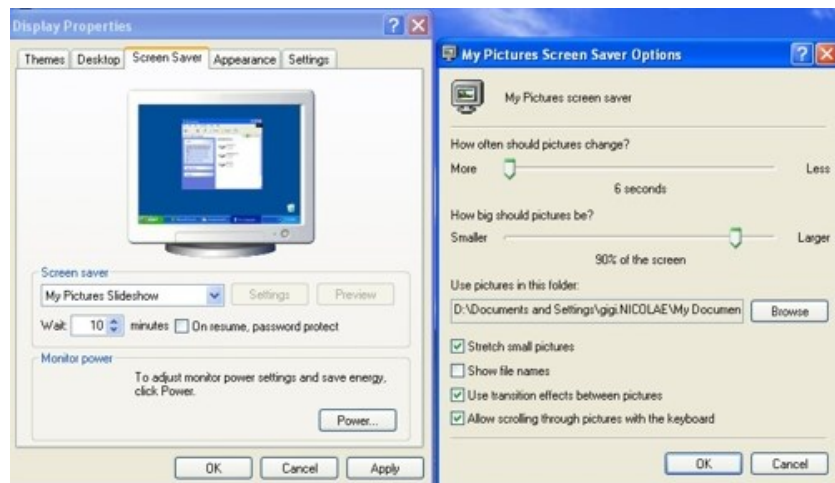 Display Properties
Themes Desktop Screen Saver Appearance Settings
Screen saver
My Pictures Slideshow
Settings
Preview
Wait: 10 minutes On resume, password protect
Monitor power
To adjust monitor power settings and save energy,
click Power.
Power...
OK Cancel Apply
My Pictures Screen Saver Options
My Pictures screen saver
How often should pictures change?
More Less
6 seconds
How big should pictures be?
Smaller Larger
90% of the screen
Use pictures in this folder:
D:\Documents and Settings\gigi.NICOLAE\My Documen
Browse
Stretch small pictures
Show file names
Use transition effects between pictures
Allow scrolling through pictures with the keyboard
OK Cancel